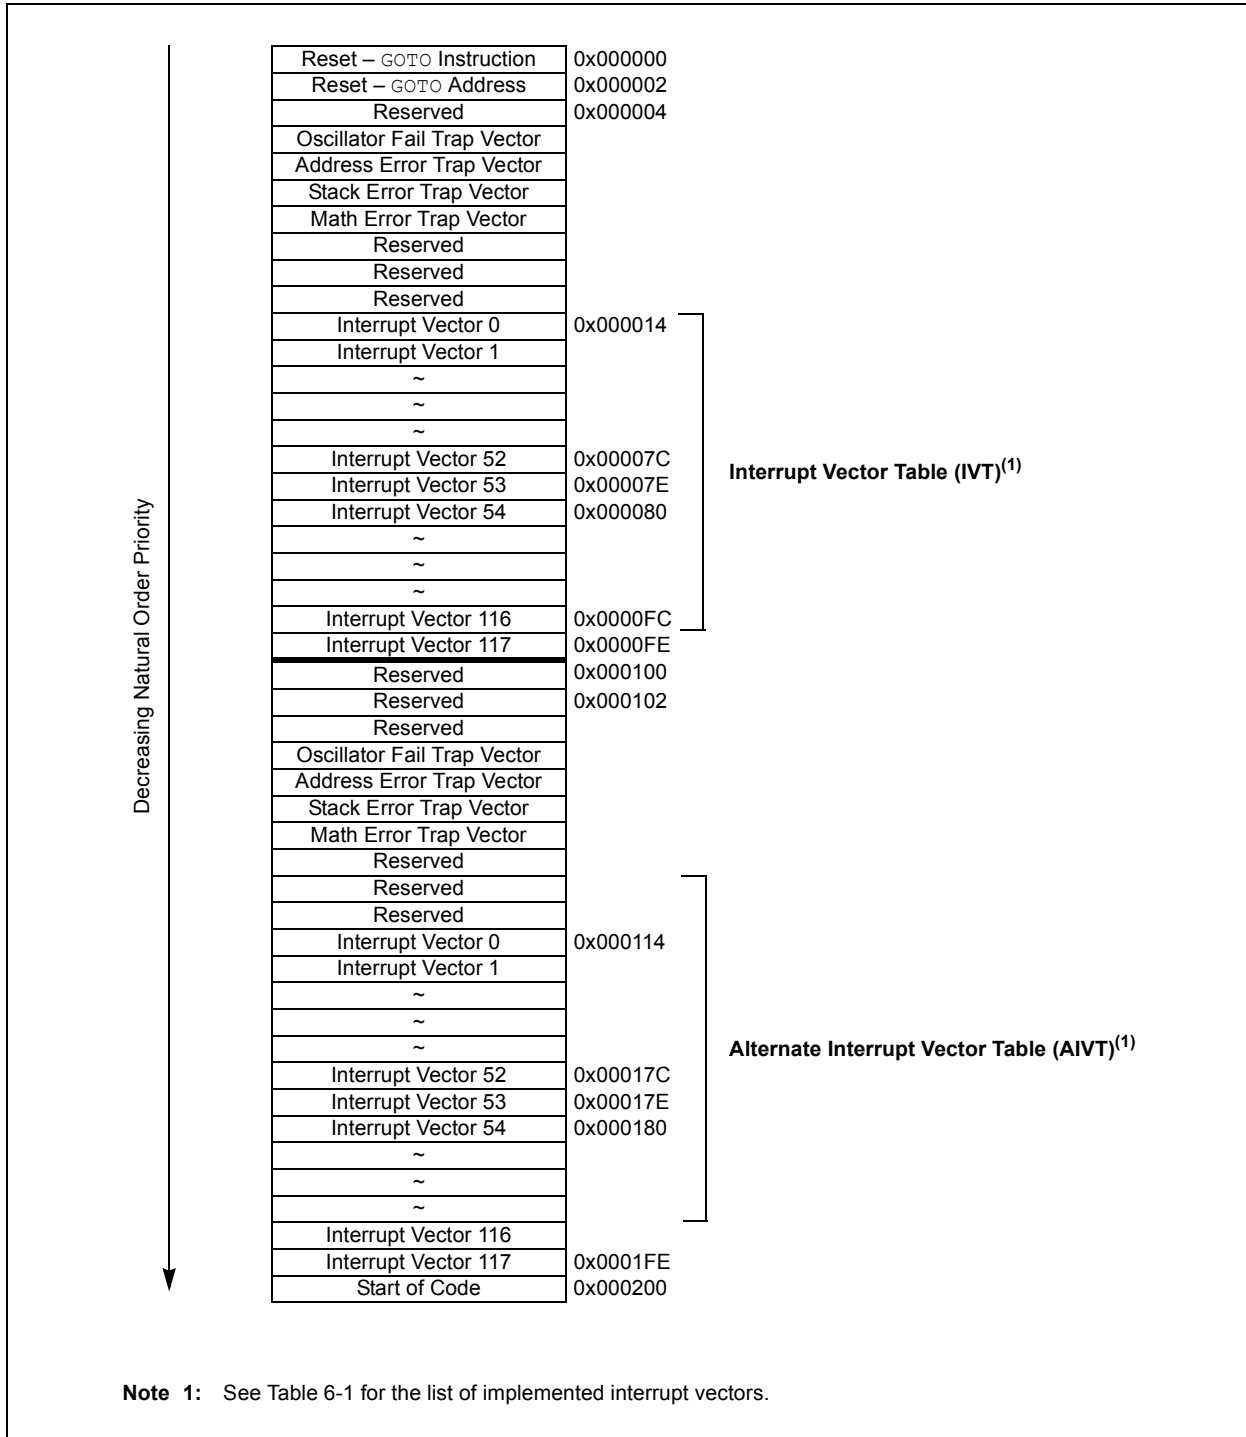 Reset – GOTO Instruction 0x000000
Reset – GOTO Address 0x000002
Reserved 0x000004
Oscillator Fail Trap Vector
Address Error Trap Vector
Stack Error Trap Vector
Math Error Trap Vector
Reserved
Reserved
Reserved
Interrupt Vector 0 0x000014
Interrupt Vector 1
~
~
~
Interrupt Vector 52 0x00007C
Interrupt Vector Table (IVT)(1)
Interrupt Vector 53 0x00007E
Interrupt Vector 54 0x000080
~
~
~
Interrupt Vector 116 0x0000FC
Interrupt Vector 117 0x0000FE
Decreasing Natural Order Priority
Reserved 0x000100
Reserved 0x000102
Reserved
Oscillator Fail Trap Vector
Address Error Trap Vector
Stack Error Trap Vector
Math Error Trap Vector
Reserved
Reserved
Reserved
Interrupt Vector 0 0x000114
Interrupt Vector 1
~
~
~
Alternate Interrupt Vector Table (AIVT)(1)
Interrupt Vector 52 0x00017C
Interrupt Vector 53 0x00017E
Interrupt Vector 54 0x000180
~
~
~
Interrupt Vector 116
Interrupt Vector 117 0x0001FE
Start of Code 0x000200
Note 1: See Table 6-1 for the list of implemented interrupt vectors.